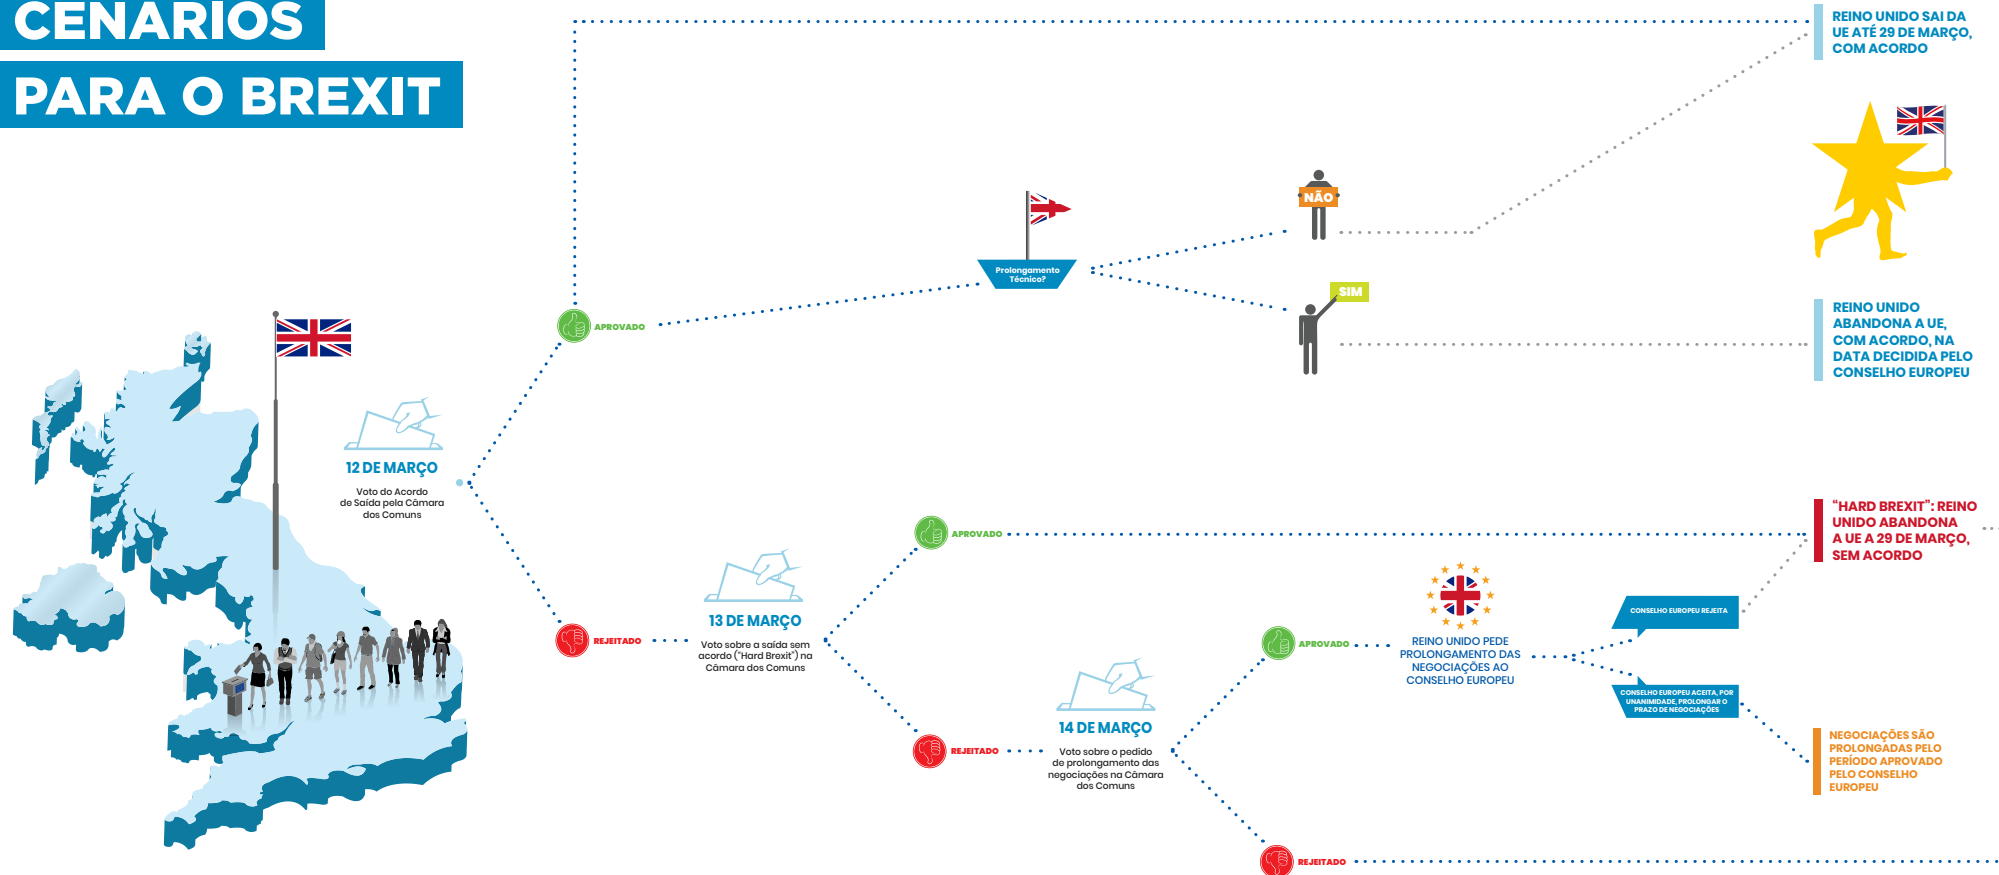 CENÁRIOS
PARA O BREXIT
REINO UNIDO SAI DA
UE ATÉ 29 DE MARÇO,
COM ACORDO
NÃO
Prolongamento
Técnico?
SIM
APROVADO
REINO UNIDO
ABANDONA A UE,
COM ACORDO, NA
DATA DECIDIDA PELO
CONSELHO EUROPEU
12 DE MARÇO
Voto do Acordo
de Saída pela Câmara
dos Comuns
APROVADO
"HARD BREXIT”: REINO
UNIDO ABANDONA
A UE A 29 DE MARÇO,
SEM ACORDO
REJEITADO
13 DE MARÇO
Voto sobre a saída sem
acordo ("Hard Brexit") na
Câmara dos Comuns
APROVADO
REINO UNIDO PEDE
PROLONGAMENTO DAS
NEGOCIAÇÕES AO
CONSELHO EUROPEU
CONSELHO EUROPEU REJEITA
CONSELHO EUROPEU ACEITA, POR
UNANIMIDADE, PROLONGAR O
PRAZO DE NEGOCIAÇÕES
REJEITADO
14 DE MARÇO
Voto sobre o pedido
de prolongamento das
negociações na Câmara
dos Comuns
NEGOCIAÇÕES SÃO
PROLONGADAS PELO
PERÍODO APROVADO
PELO CONSELHO
EUROPEU
REJEITADO